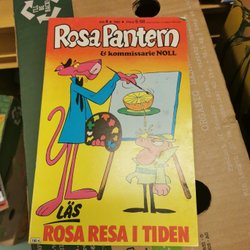 Rosa Pantern
& kommissarie NOLL
LÄS
ROSA RESA I TIDEN